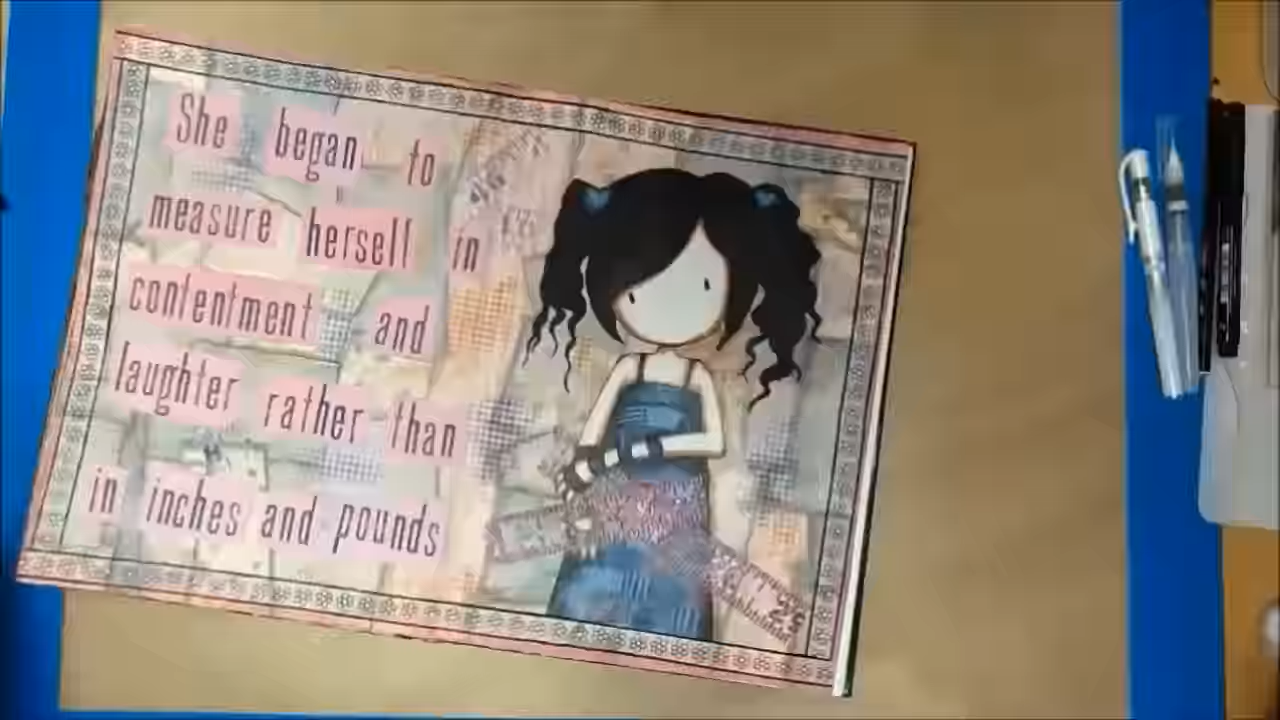 She began to
measure herself in
contentment and
laughter rather than
in inches and pounds